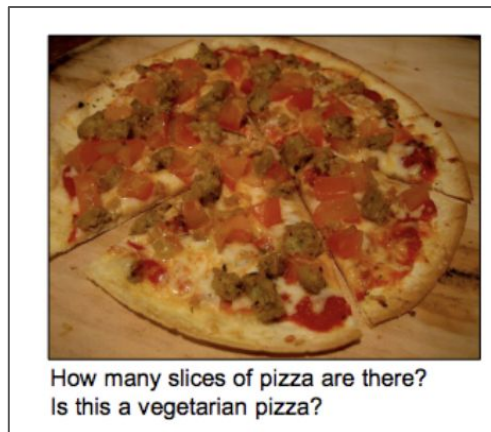 How many slices of pizza are there?
Is this a vegetarian pizza?